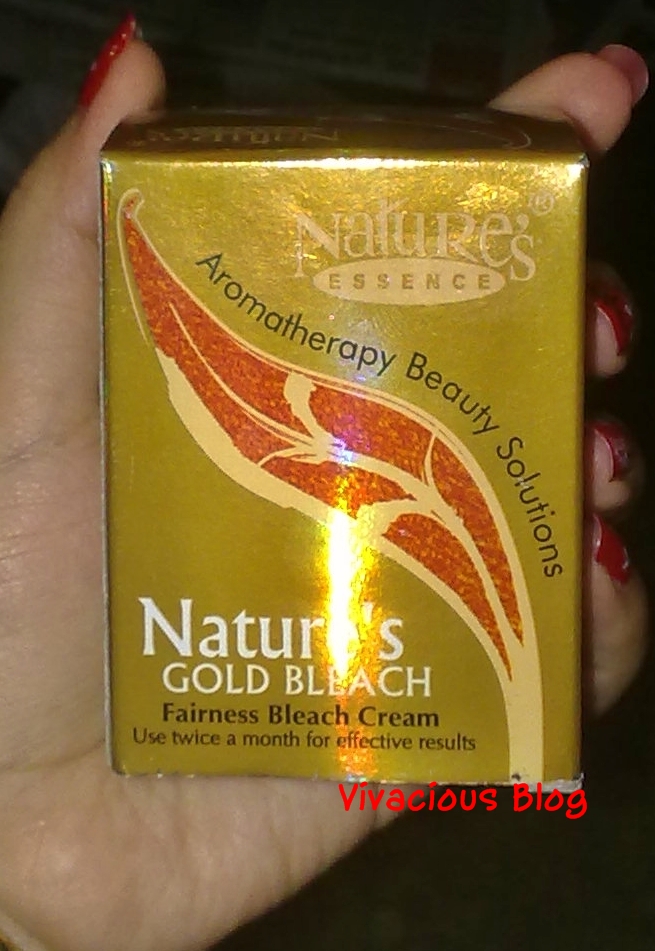 Nature's
NatuRe's®
ESSENCE
Aromatherapy Beauty Solutions
Nature's
GOLD BLEACH
Fairness Bleach Cream
Use twice a month for effective results
Vivacious Blog